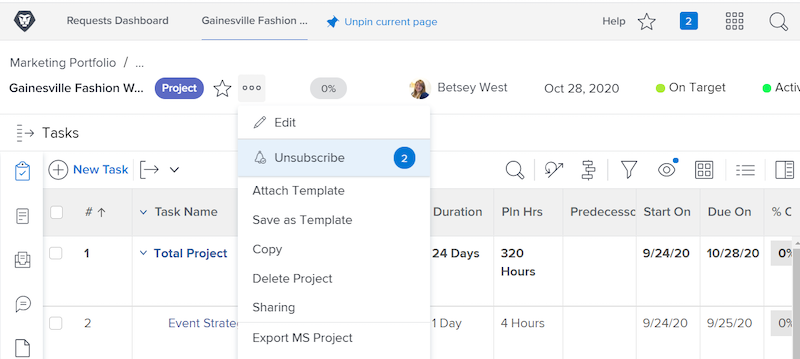 Requests Dashboard Gainesville Fashion ... Unpin current page Help 2
Marketing Portfolio / ...
Gainesville Fashion W... Project 0% Betsey West Oct 28, 2020 On Target Activ
Edit
Tasks
Unsubscribe 2
New Task
Attach Template
Save as Template
# ↑ Task Name Duration Pln Hrs Predecesso Start On Due On % C
Copy
1 Total Project 24 Days 320 Hours 9/24/20 10/28/20 0%
Delete Project
Sharing
2 Event Strate 1 Day 4 Hours 9/24/20 9/25/20 0%
Export MS Project